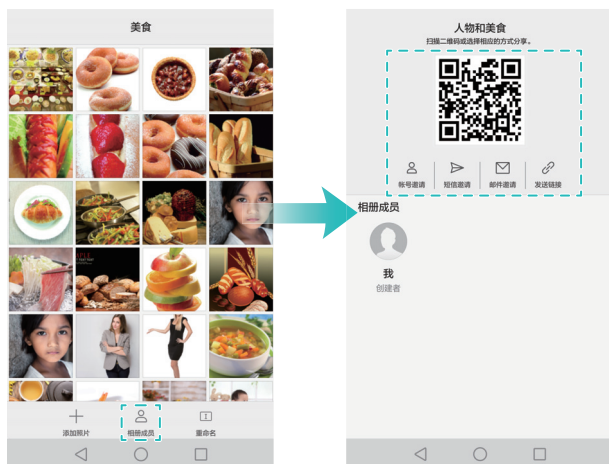 美食
添加照片
相册成员
重命名
人物和美食
扫描二维码或选择相应的方式分享。
帐号邀请
短信邀请
邮件邀请
发送链接
相册成员
我
创建者